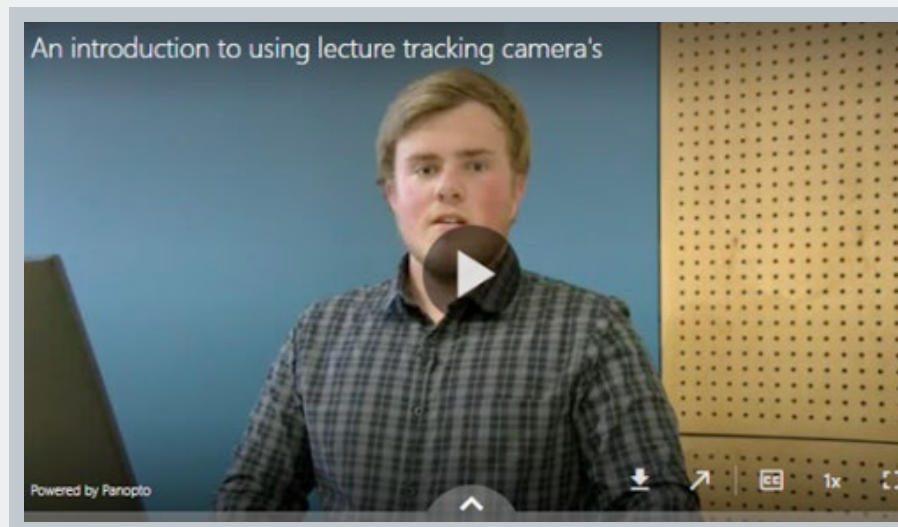 An introduction to using lecture tracking camera's
Powered by Panopto
CC
1x